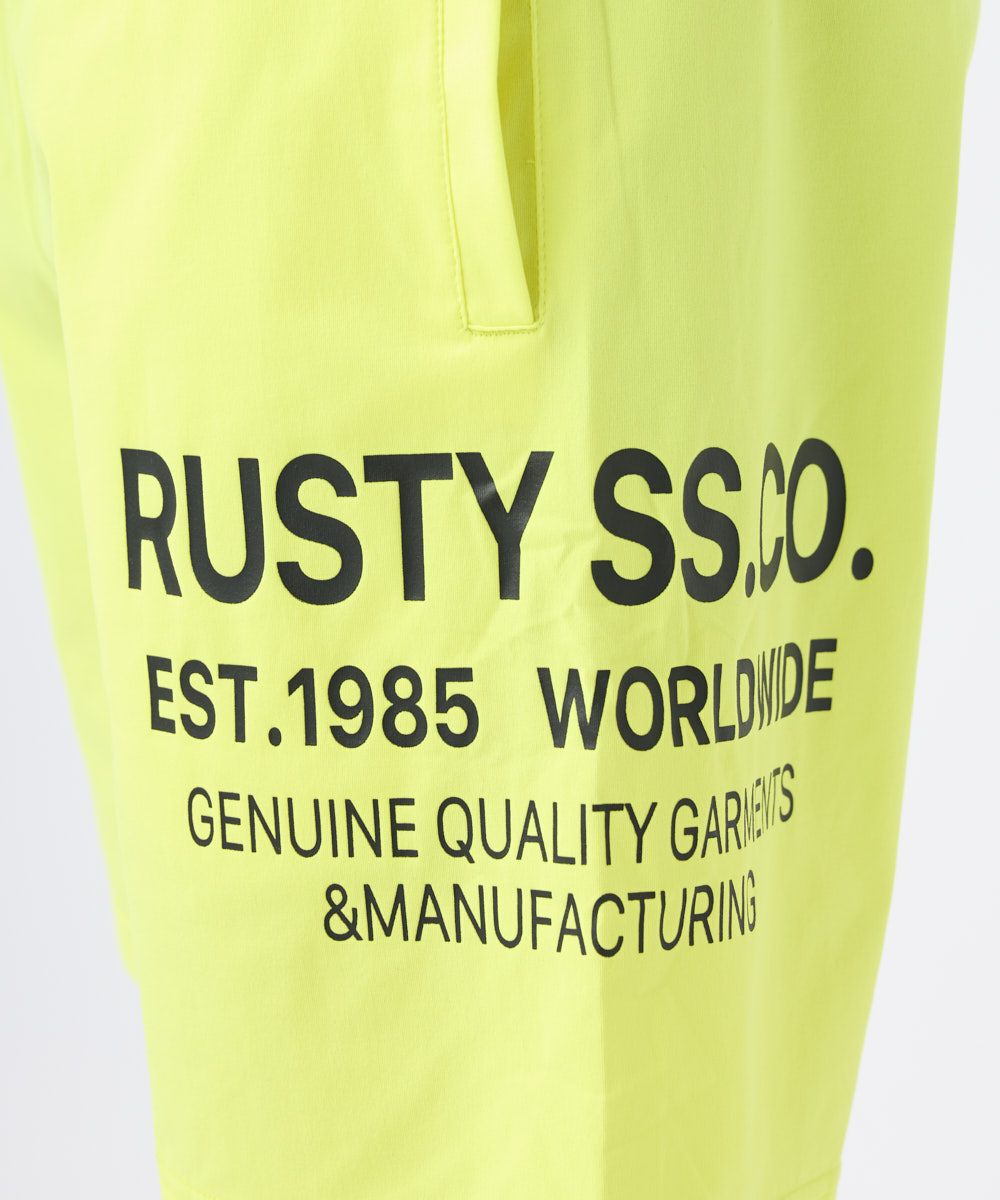 RUSTY SS.CO.
EST.1985 WORLDWIDE
GENUINE QUALITY GARMENTS
&MANUFACTURING